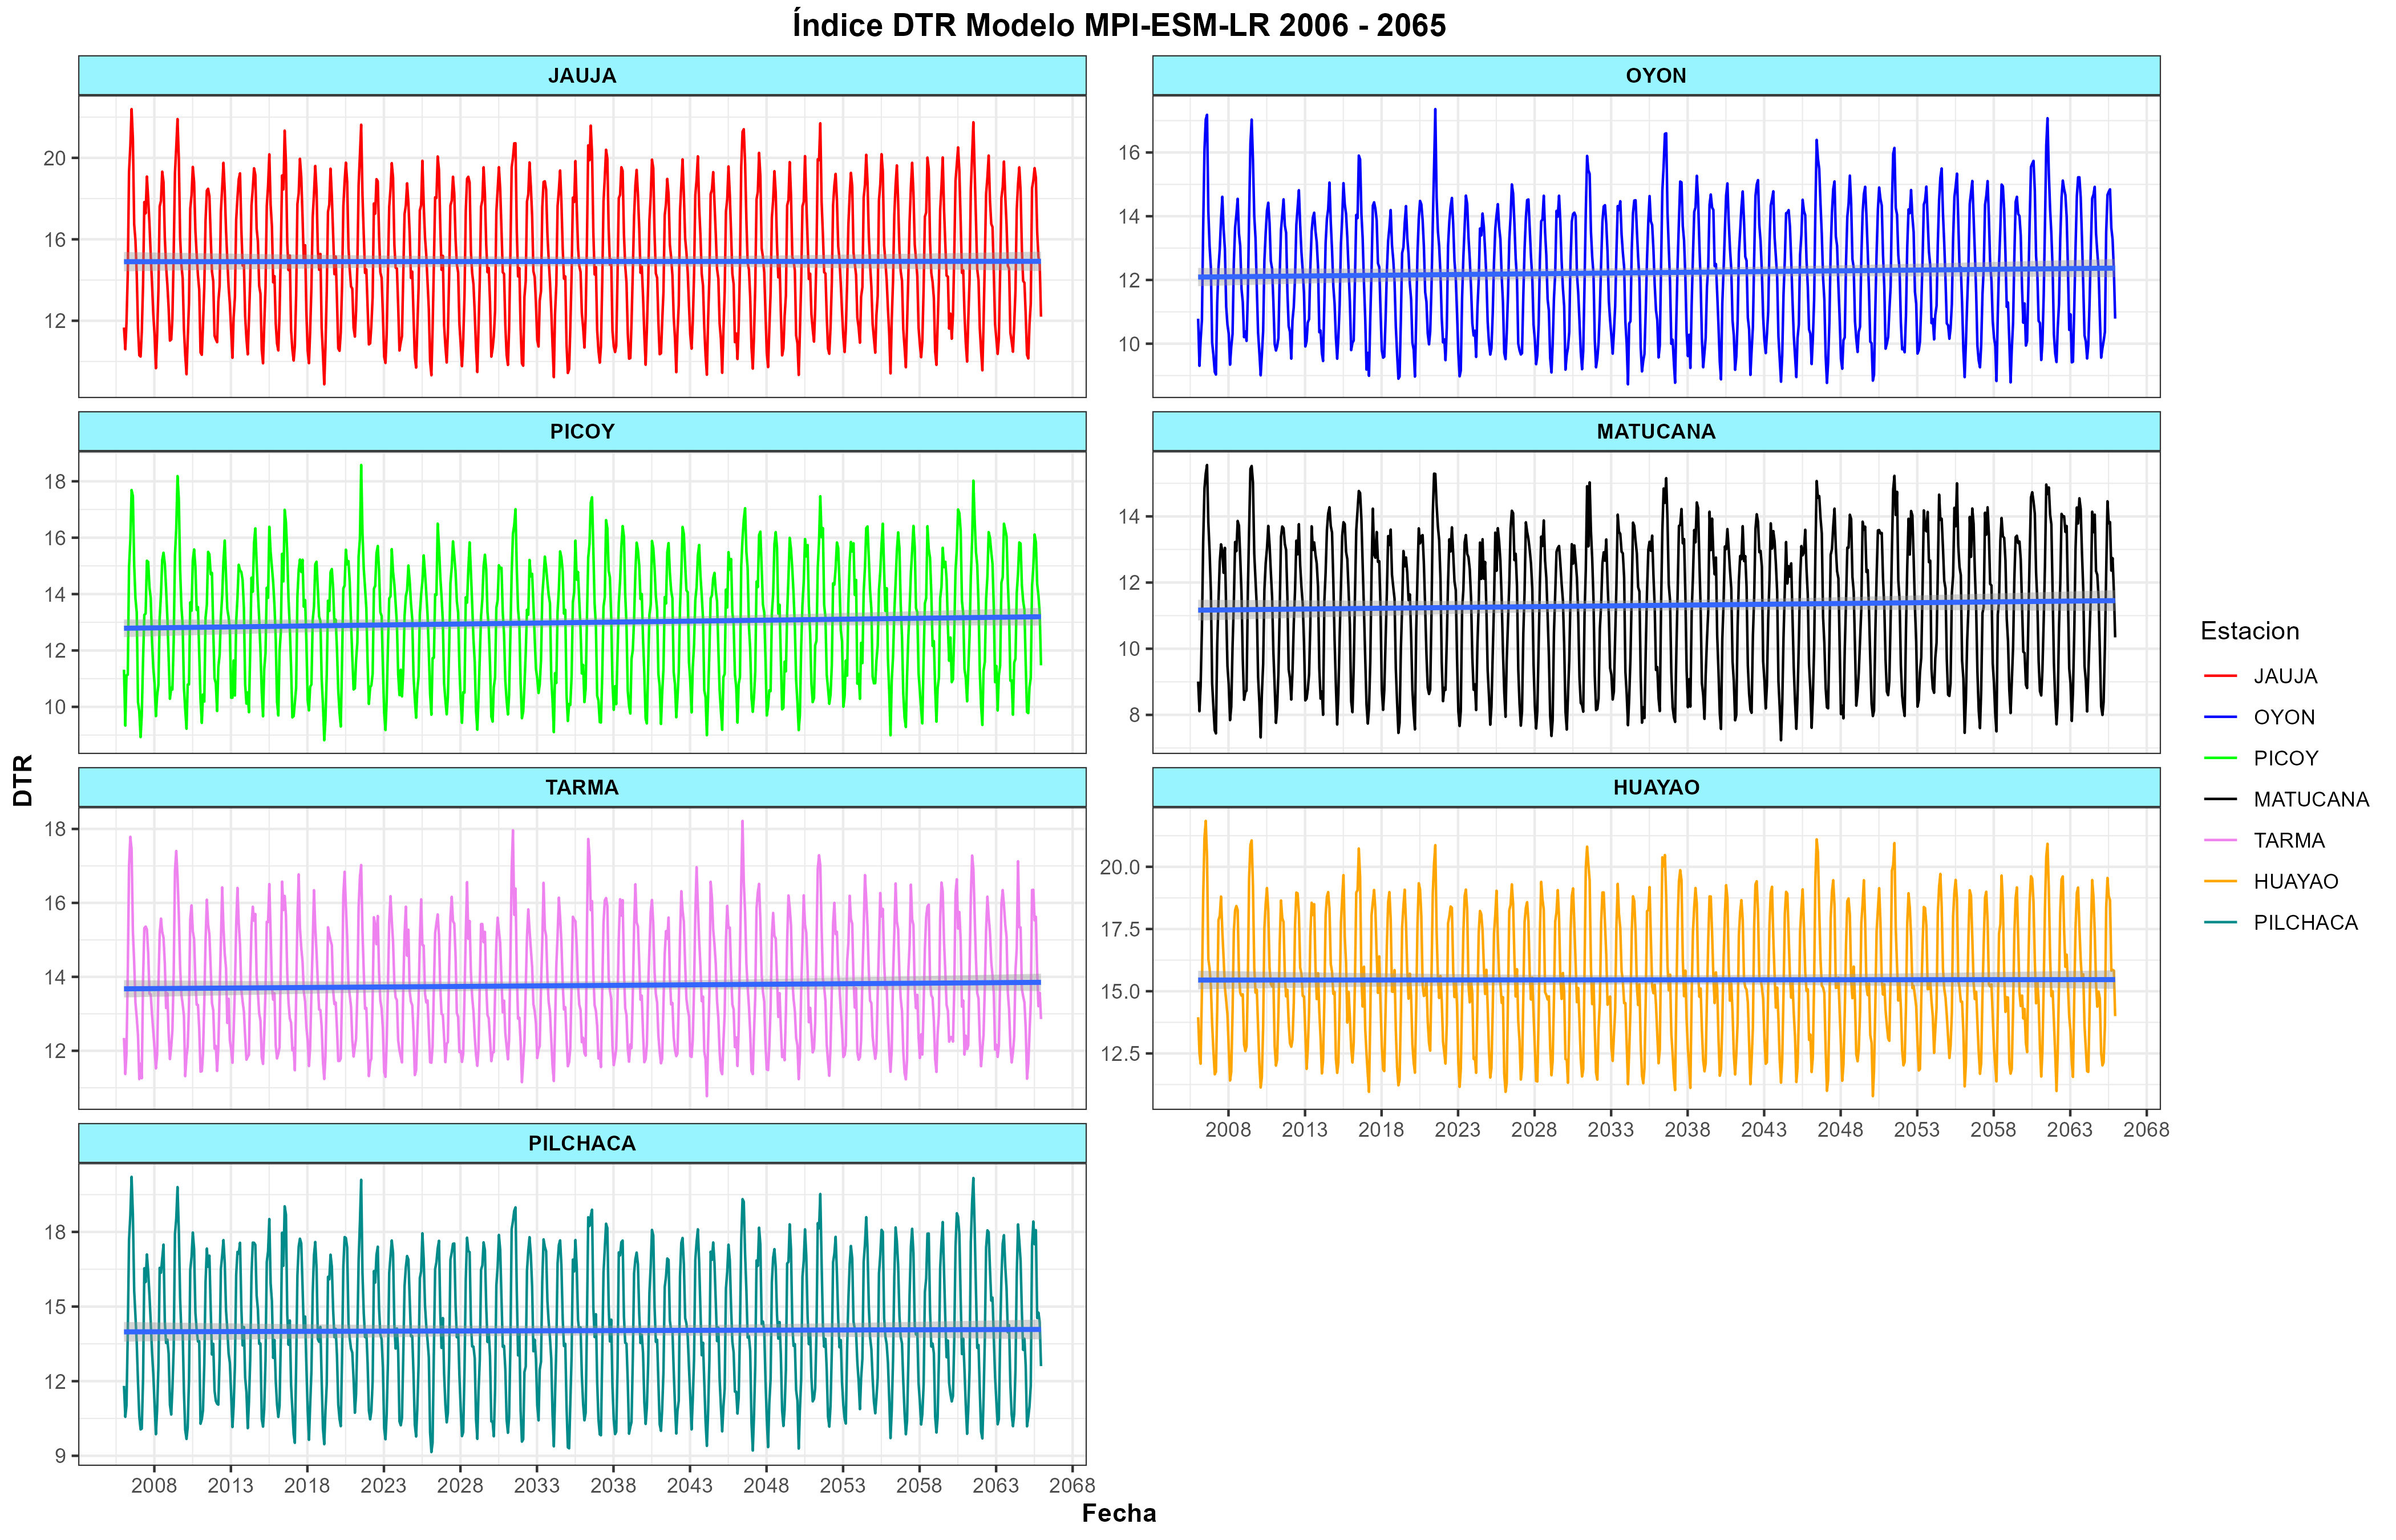 Índice DTR Modelo MPI-ESM-LR 2006 - 2065
JAUJA
20
16
12
OYON
16
14
12
10
PICOY
18
16
14
12
10
MATUCANA
14
12
10
8
TARMA
18
16
14
12
HUAYAO
20.0
17.5
15.0
12.5
2008 2013 2018 2023 2028 2033 2038 2043 2048 2053 2058 2063 2068
PILCHACA
18
15
12
9
2008 2013 2018 2023 2028 2033 2038 2043 2048 2053 2058 2063 2068
DTR
Fecha
Estacion
JAUJA
OYON
PICOY
MATUCANA
TARMA
HUAYAO
PILCHACA